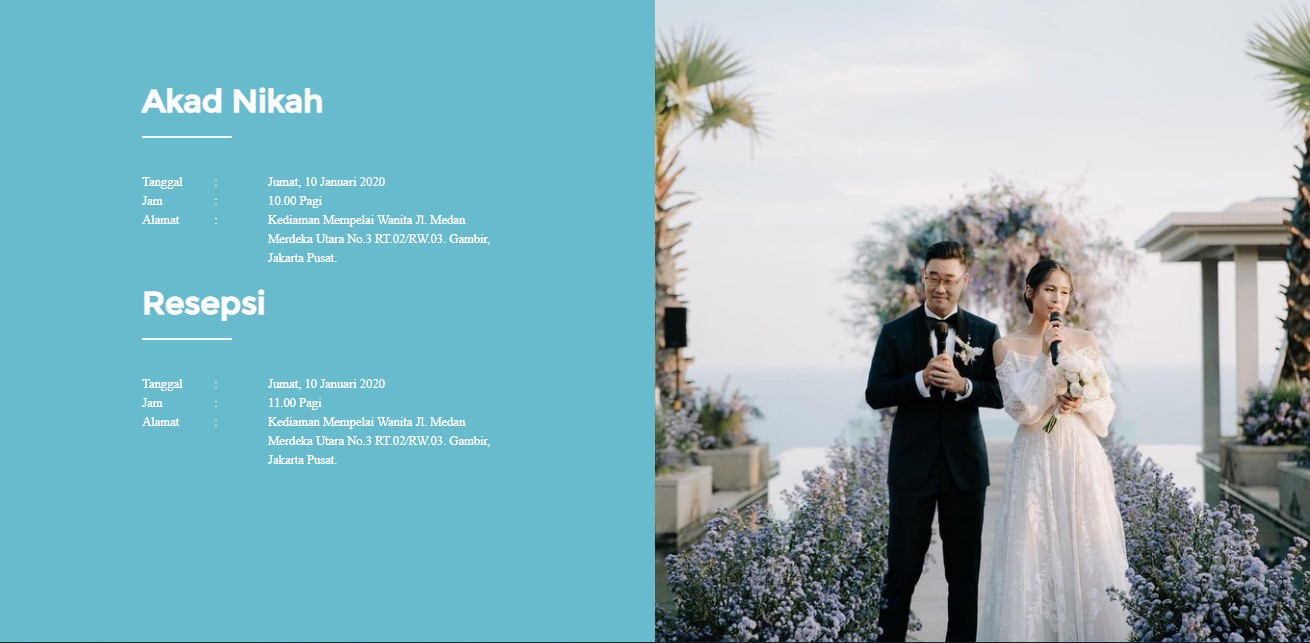 Akad Nikah
Tanggal : Jumat, 10 Januari 2020
Jam : 10.00 Pagi
Alamat : Kediaman Mempelai Wanita Jl. Medan
Merdeka Utara No.3 RT.02/RW.03. Gambir,
Jakarta Pusat.
Resepsi
Tanggal : Jumat, 10 Januari 2020
Jam : 11.00 Pagi
Alamat : Kediaman Mempelai Wanita Jl. Medan
Merdeka Utara No.3 RT.02/RW.03. Gambir,
Jakarta Pusat.